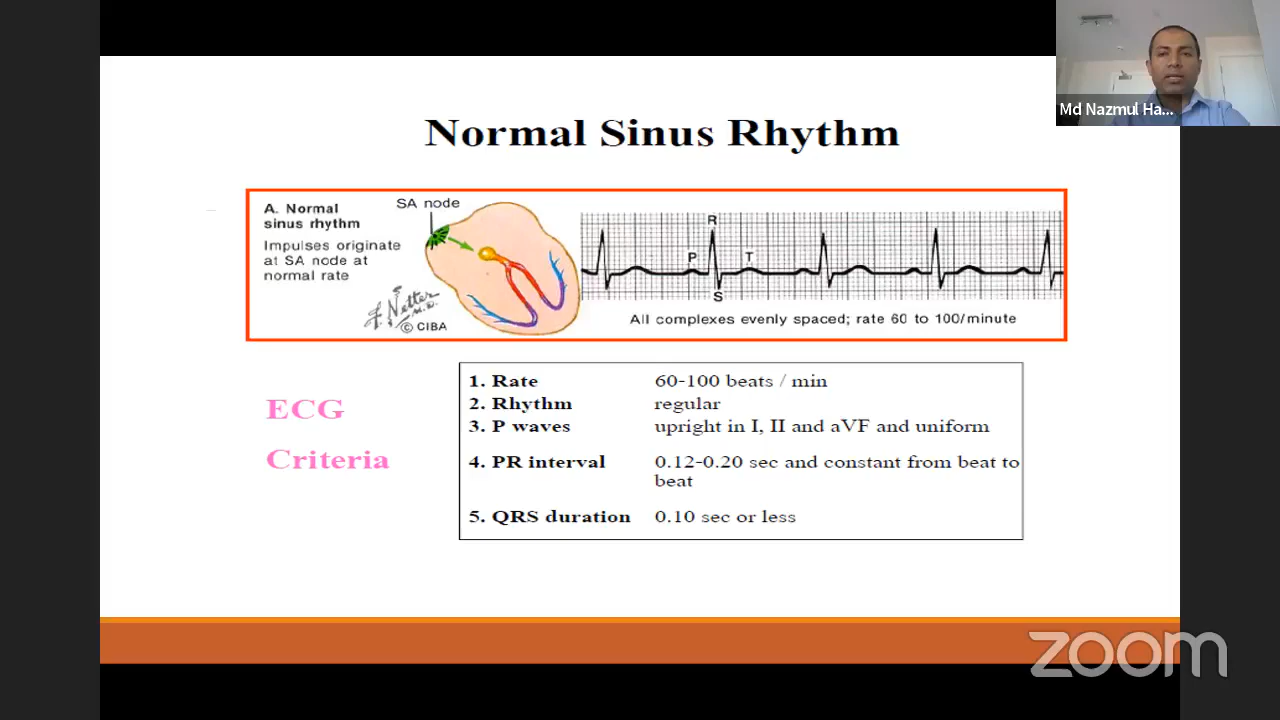 Md Nazmul Ha...
Normal Sinus Rhythm
A. Normal
sinus rhythm
Impulses originate
at SA node at
normal rate
F. Netter
M.D.
© CIBA
SA node
R
P
T
S
All complexes evenly spaced; rate 60 to 100/minute
ECG
Criteria
1. Rate 60-100 beats / min
2. Rhythm regular
3. P waves upright in I, II and aVF and uniform
4. PR interval 0.12-0.20 sec and constant from beat to
beat
5. QRS duration 0.10 sec or less
zoom